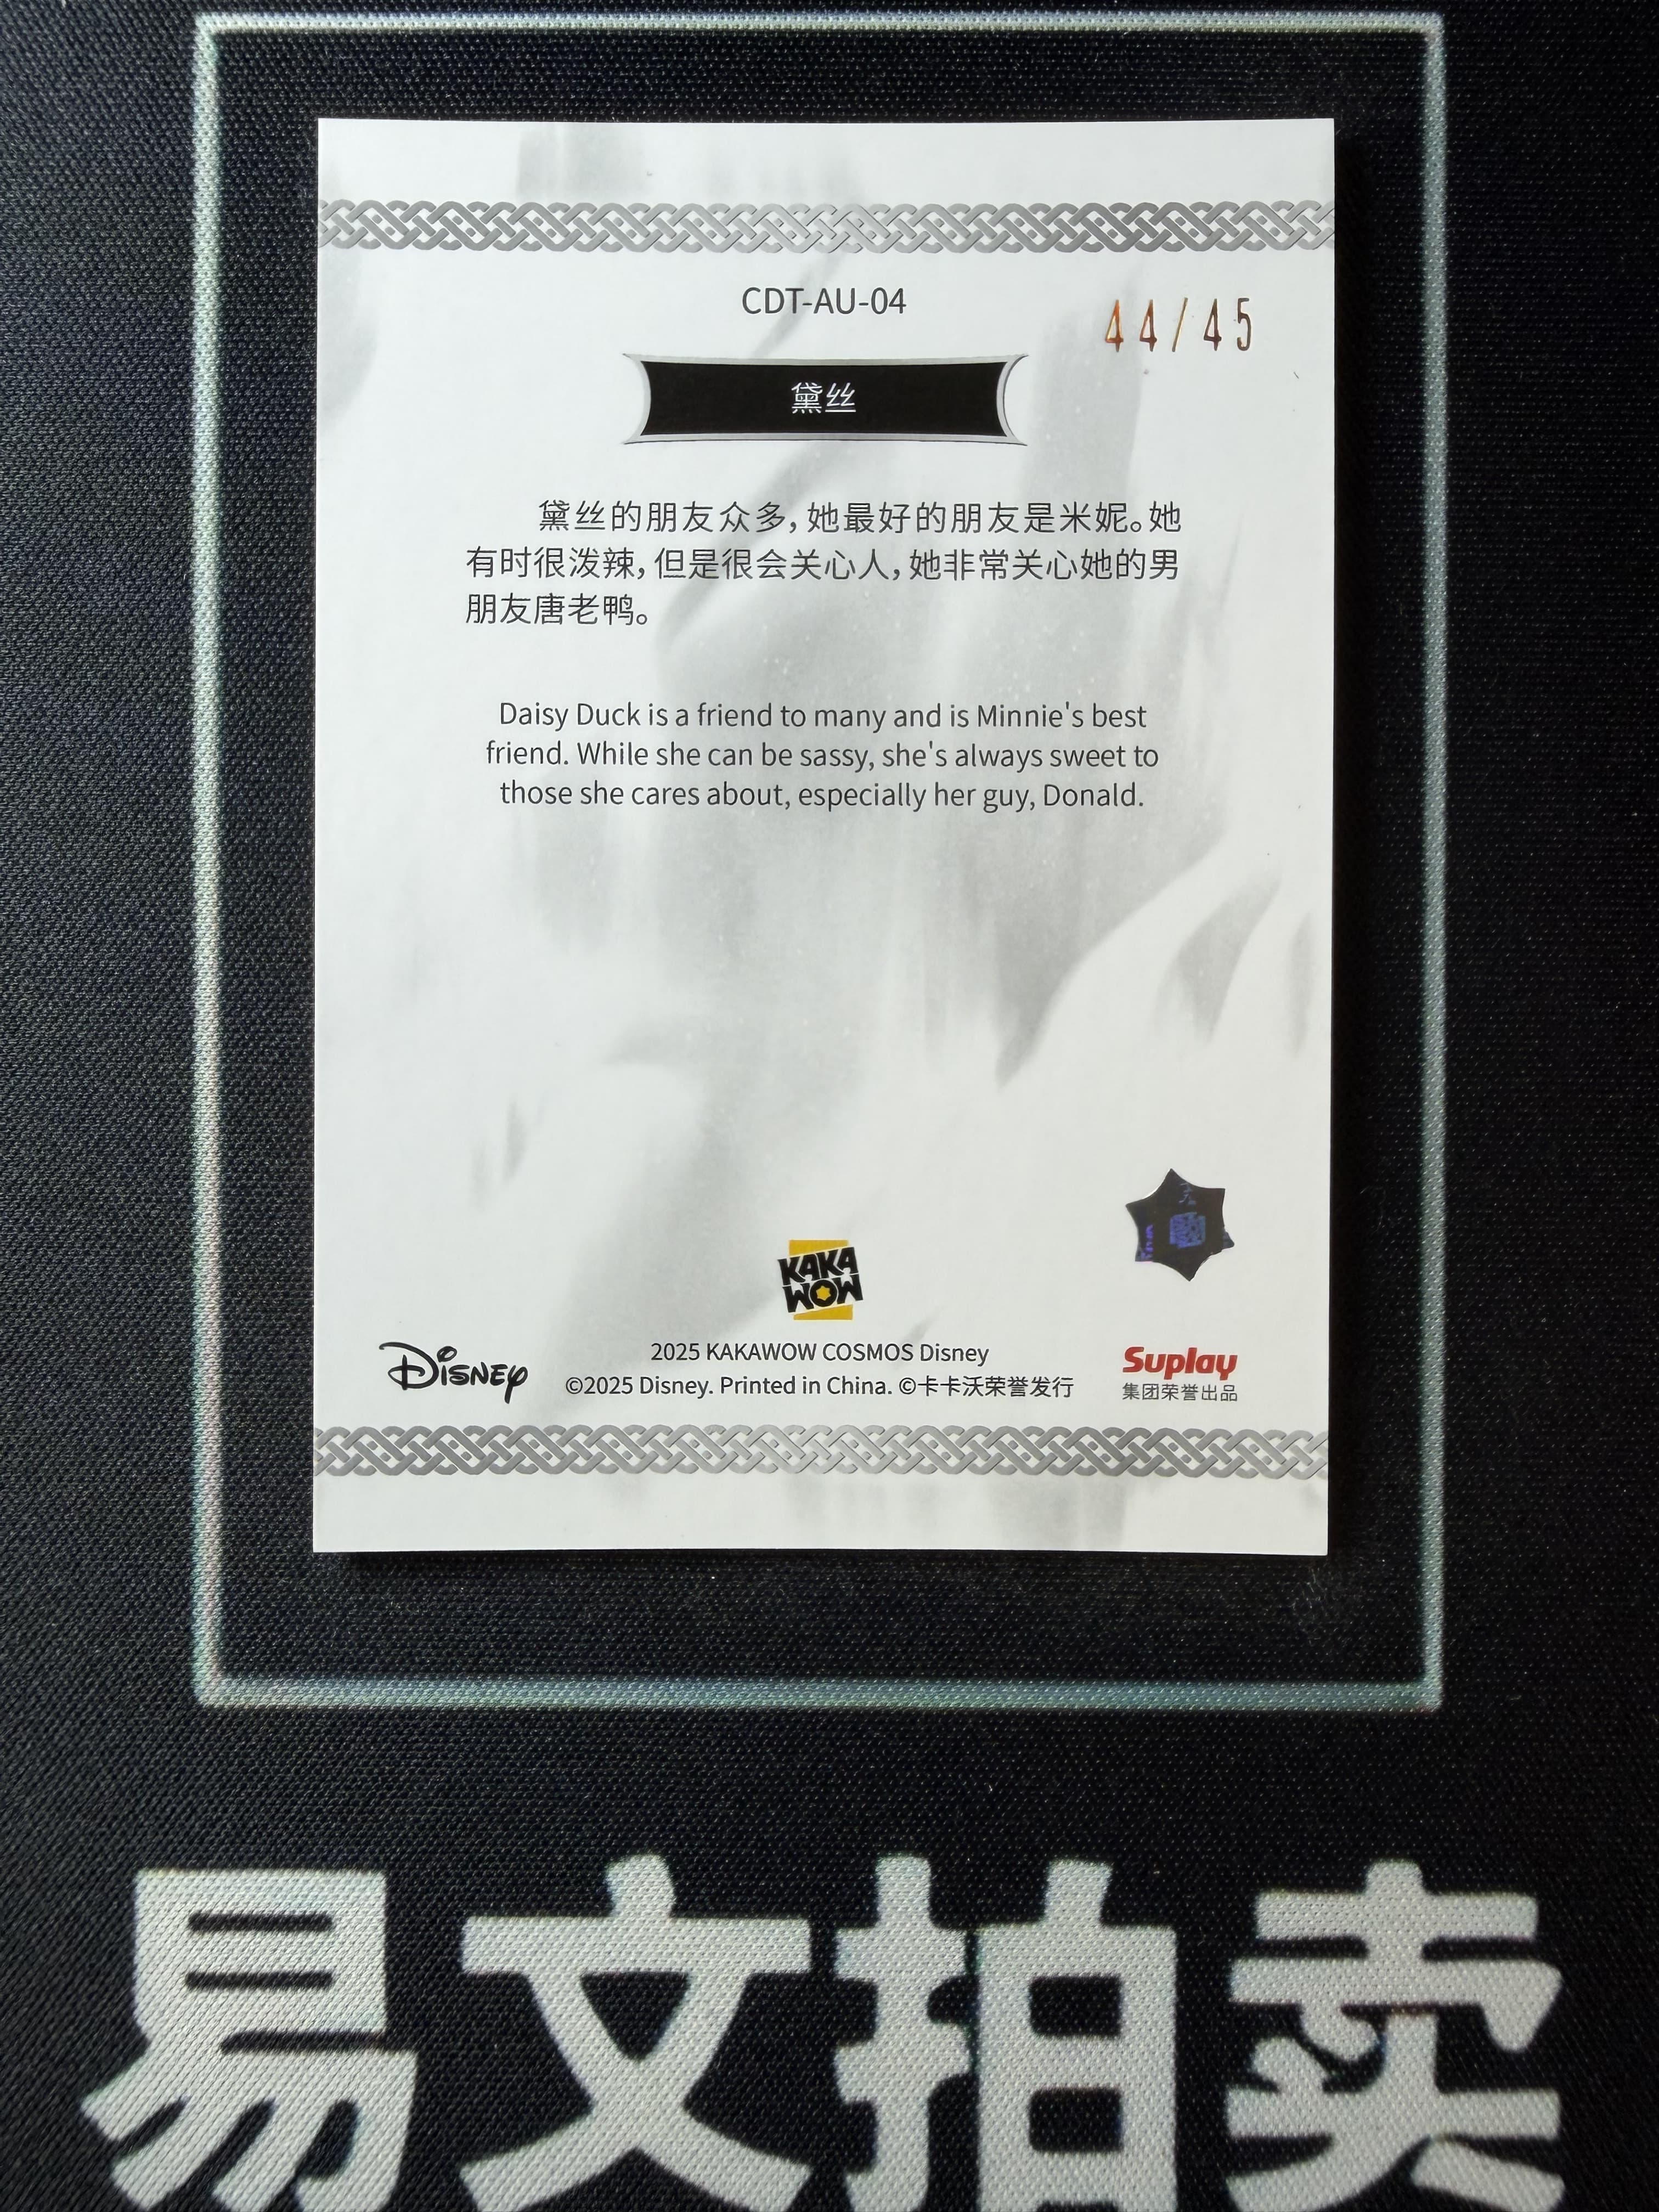 CDT-AU-04
44/45
黛丝
黛丝的朋友众多，她最好的朋友是米妮。她
有时很泼辣，但是很会关心人，她非常关心她的男
朋友唐老鸭。
Daisy Duck is a friend to many and is Minnie's best
friend. While she can be sassy, she's always sweet to
those she cares about, especially her guy, Donald.
KAKA
WOW
Disney
2025 KAKAWOW COSMOS Disney
©2025 Disney. Printed in China. ©卡卡沃荣誉发行
Suplay
集团荣誉出品
易文拍卖